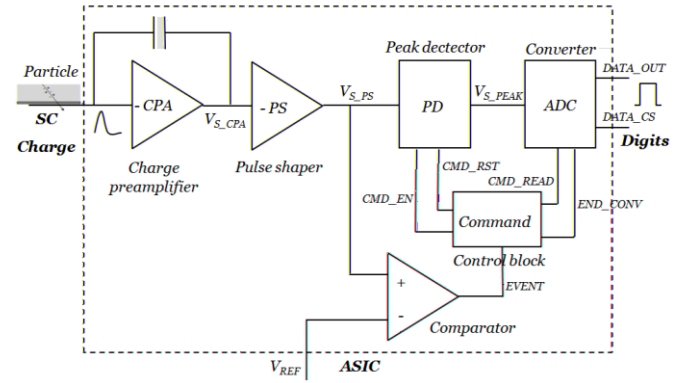 Peak dectector
Converter
Particle
DATA_OUT
- CPA
- PS
V_S_PS
PD
V_S_PEAK
ADC
SC
V_S_CPA
DATA_CS
Charge
Digits
Charge
preamplifier
Pulse shaper
CMD_RST
CMD_READ
CMD_EN
END_CONV
Command
Control block
+
EVENT
-
Comparator
V_REF
ASIC